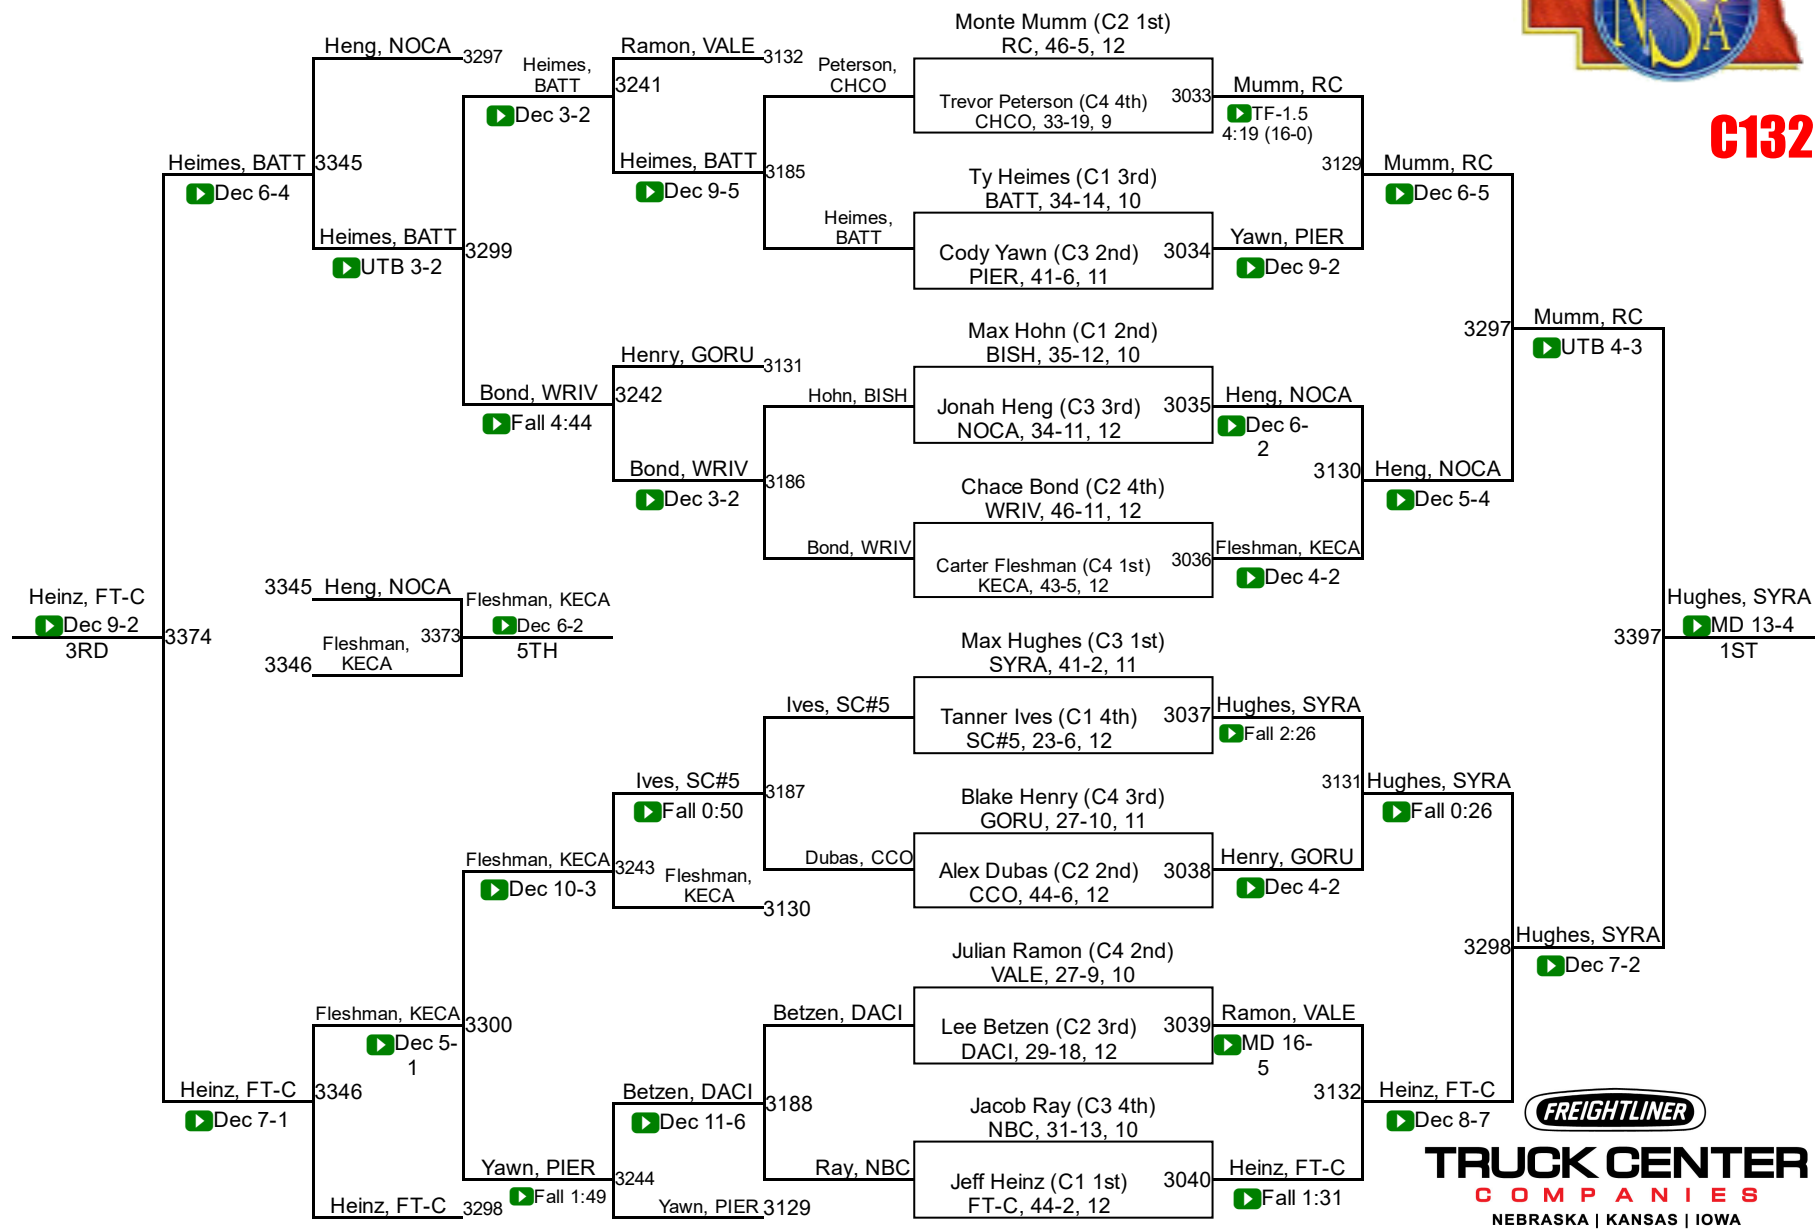 NSA
C132
Monte Mumm (C2 1st)
RC, 46-5, 12
Trevor Peterson (C4 4th)
CHCO, 33-19, 9
3033
Ty Heimes (C1 3rd)
BATT, 34-14, 10
Cody Yawn (C3 2nd)
PIER, 41-6, 11
3034
Max Hohn (C1 2nd)
BISH, 35-12, 10
Jonah Heng (C3 3rd)
NOCA, 34-11, 12
3035
Chace Bond (C2 4th)
WRIV, 46-11, 12
Carter Fleshman (C4 1st)
KECA, 43-5, 12
3036
Max Hughes (C3 1st)
SYRA, 41-2, 11
Tanner Ives (C1 4th)
SC#5, 23-6, 12
3037
Blake Henry (C4 3rd)
GORU, 27-10, 11
Alex Dubas (C2 2nd)
CCO, 44-6, 12
3038
Julian Ramon (C4 2nd)
VALE, 27-9, 10
Lee Betzen (C2 3rd)
DACI, 29-18, 12
3039
Jacob Ray (C3 4th)
NBC, 31-13, 10
Jeff Heinz (C1 1st)
FT-C, 44-2, 12
3040
Mumm, RC
TF-1.5
4:19 (16-0)
3129
Yawn, PIER
Dec 9-2
Heng, NOCA
Dec 6-
2
3130
Fleshman, KECA
Dec 4-2
Hughes, SYRA
Fall 2:26
3131
Henry, GORU
Dec 4-2
Ramon, VALE
MD 16-
5
3132
Heinz, FT-C
Fall 1:31
Mumm, RC
Dec 6-5
3297
Heng, NOCA
Dec 5-4
Hughes, SYRA
Fall 0:26
3298
Heinz, FT-C
Dec 8-7
Mumm, RC
UTB 4-3
3397
Hughes, SYRA
Dec 7-2
Hughes, SYRA
MD 13-4
1ST
Peterson,
CHCO
3185
Heimes,
BATT
Hohn, BISH
3186
Bond, WRIV
Ives, SC#5
3187
Dubas, CCO
Betzen, DACI
3188
Ray, NBC
Ramon, VALE
3132
3241
Heimes, BATT
Dec 9-5
Henry, GORU
3131
3242
Bond, WRIV
Dec 3-2
Ives, SC#5
Fall 0:50
3243
Fleshman,
KECA
3130
Betzen, DACI
Dec 11-6
3244
Yawn, PIER
3129
Heimes,
BATT
Dec 3-2
3299
Bond, WRIV
Fall 4:44
Fleshman, KECA
Dec 10-3
3300
Yawn, PIER
Fall 1:49
Heng, NOCA
3297
3345
Heimes, BATT
UTB 3-2
Fleshman, KECA
Dec 5-
1
3346
Heinz, FT-C
3298
Heimes, BATT
Dec 6-4
3374
Heinz, FT-C
Dec 7-1
Heinz, FT-C
Dec 9-2
3RD
3345
Heng, NOCA
3346
Fleshman,
KECA
3373
Fleshman, KECA
Dec 6-2
5TH
FREIGHTLINER
TRUCK CENTER
COMPANIES
NEBRASKA | KANSAS | IOWA